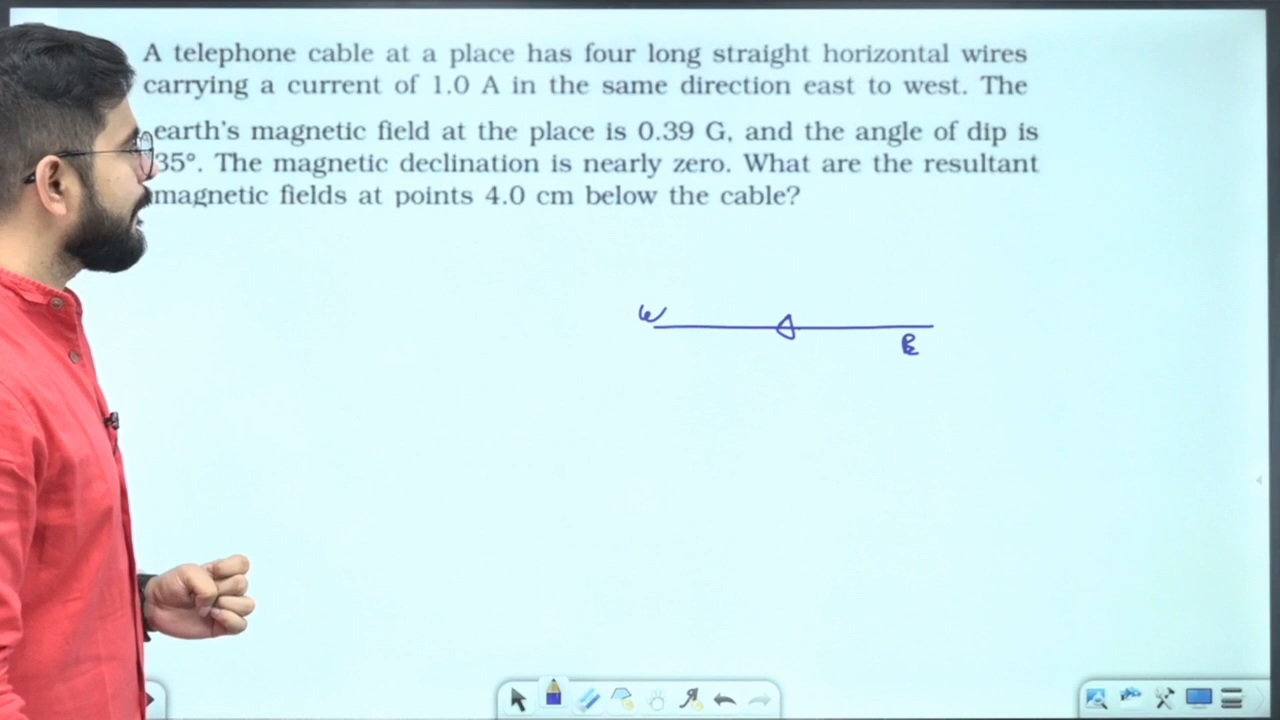 A telephone cable at a place has four long straight horizontal wires
carrying a current of 1.0 A in the same direction east to west. The
earth's magnetic field at the place is 0.39 G, and the angle of dip is
35°. The magnetic declination is nearly zero. What are the resultant
magnetic fields at points 4.0 cm below the cable?
W
E